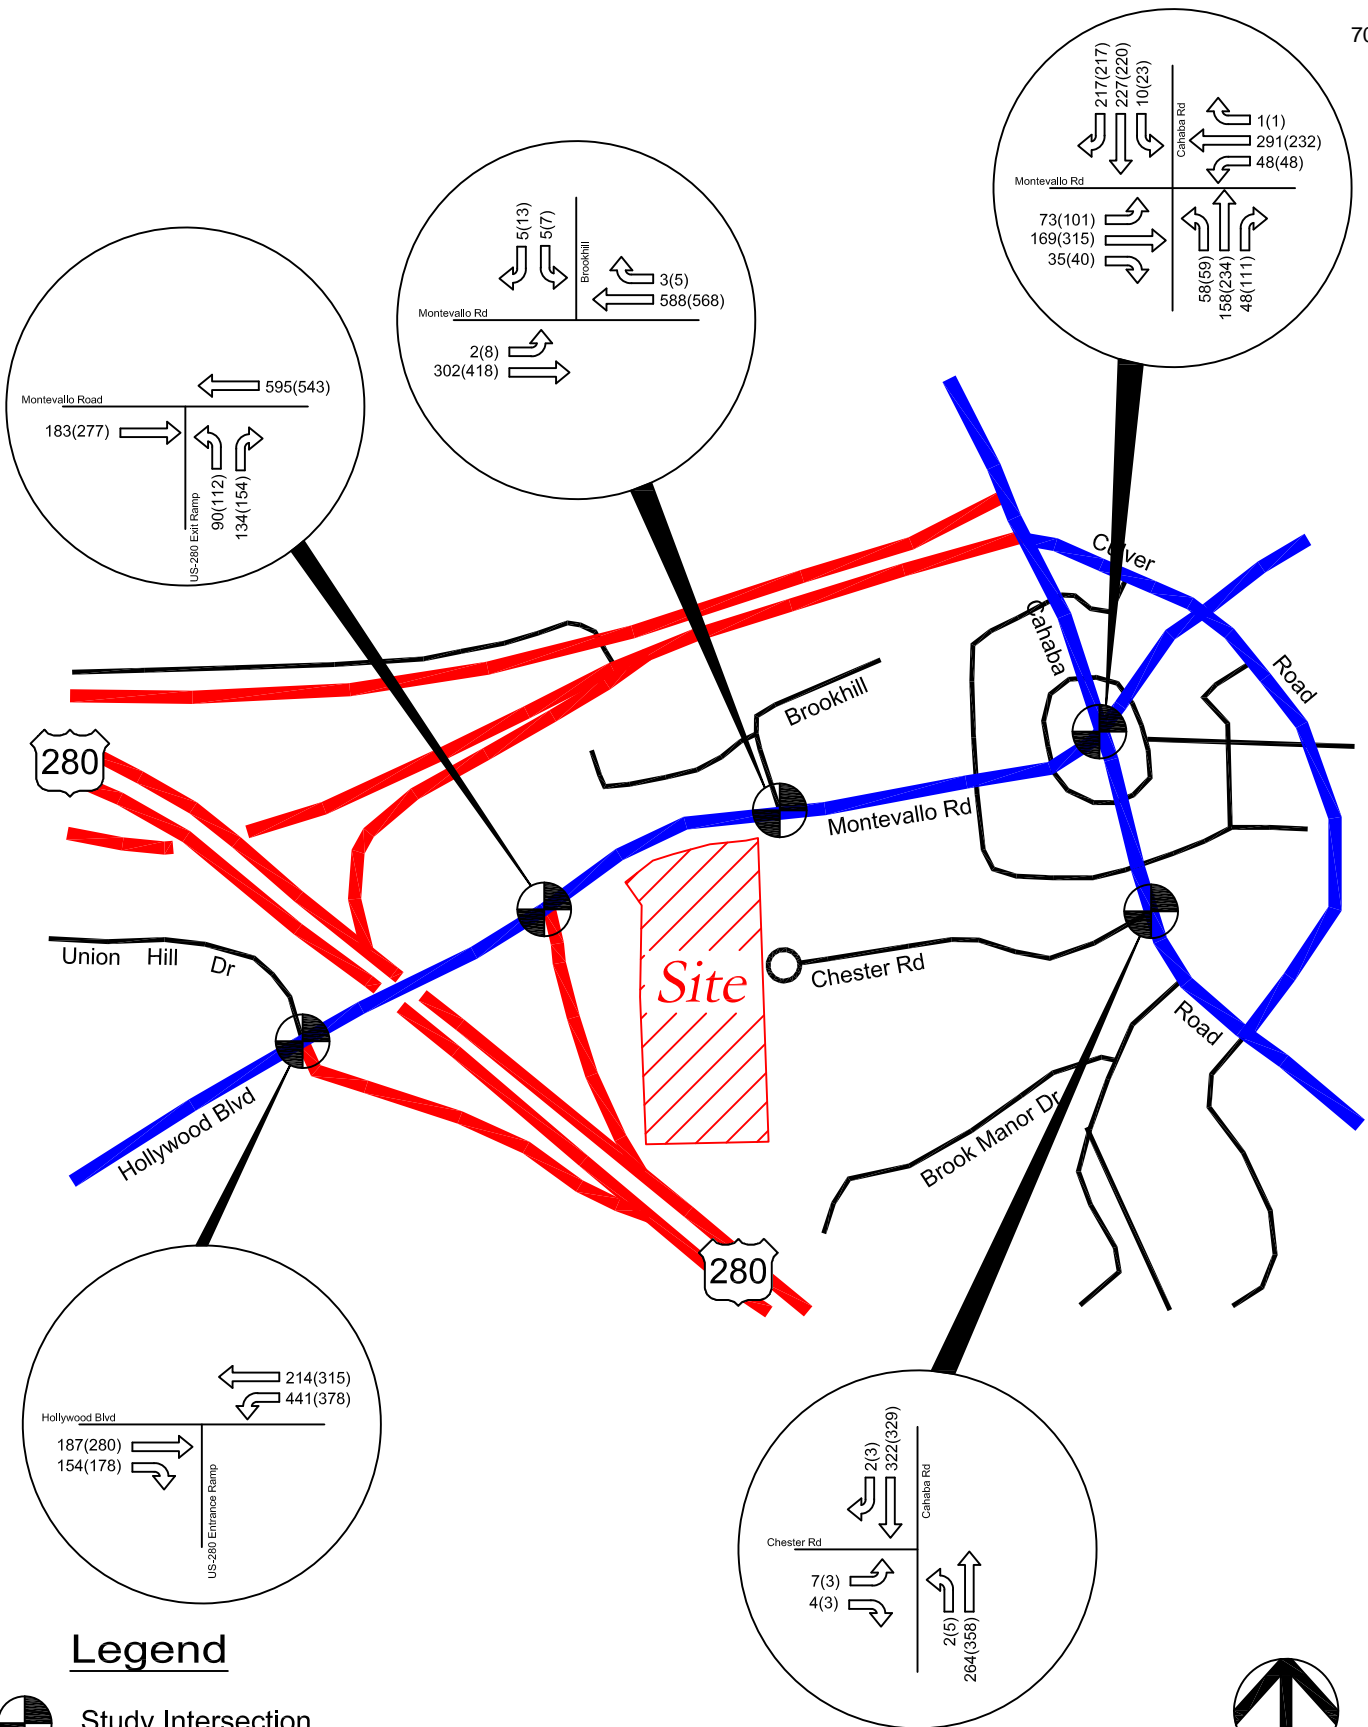 70
217(217)
227(220)
10(23)
Cahaba Rd
1(1)
291(232)
48(48)
Montevallo Rd
73(101)
169(315)
35(40)
58(59)
158(234)
48(111)
5(13)
5(7)
Brookhill
3(5)
588(568)
Montevallo Rd
2(8)
302(418)
595(543)
Montevallo Road
183(277)
90(112)
134(154)
US-280 Exit Ramp
Culver
Road
Cahaba
Road
Brookhill
Montevallo Rd
280
Union Hill Dr
Site
Chester Rd
Hollywood Blvd
Brook Manor Dr
280
214(315)
441(378)
Hollywood Blvd
187(280)
154(178)
US-280 Entrance Ramp
2(3)
322(329)
Cahaba Rd
Chester Rd
7(3)
4(3)
2(5)
264(358)
Legend
Study Intersection